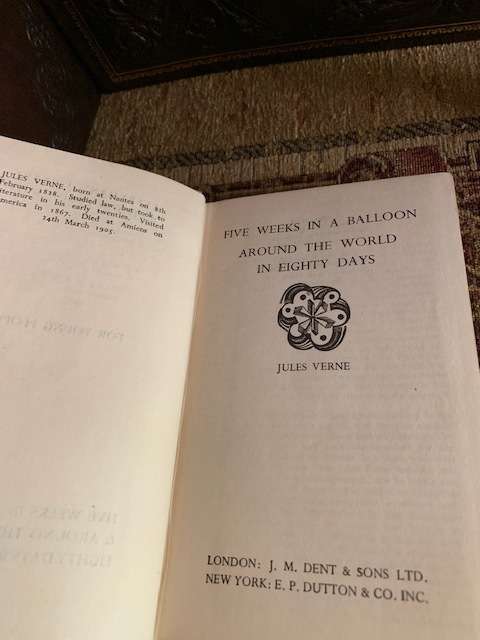 JULES VERNE, born at Nantes on 8th
February 1828. Studied law, but took to
literature in his early twenties. Visited
America in 1867. Died at Amiens on
24th March 1905.
FIVE WEEKS IN A BALLOON
AROUND THE WORLD
IN EIGHTY DAYS
JULES VERNE
LONDON: J. M. DENT & SONS LTD.
NEW YORK: E. P. DUTTON & CO. INC.